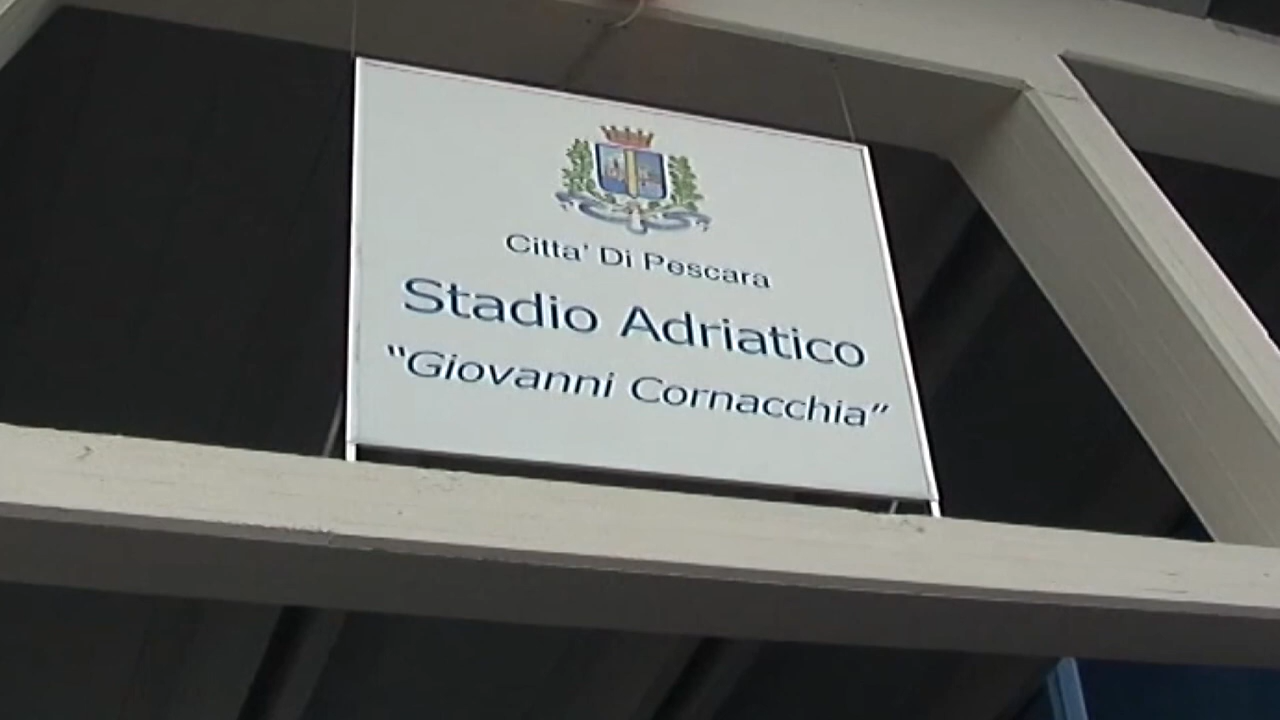 Citta' Di Pescara
Stadio Adriatico
“Giovanni Cornacchia”